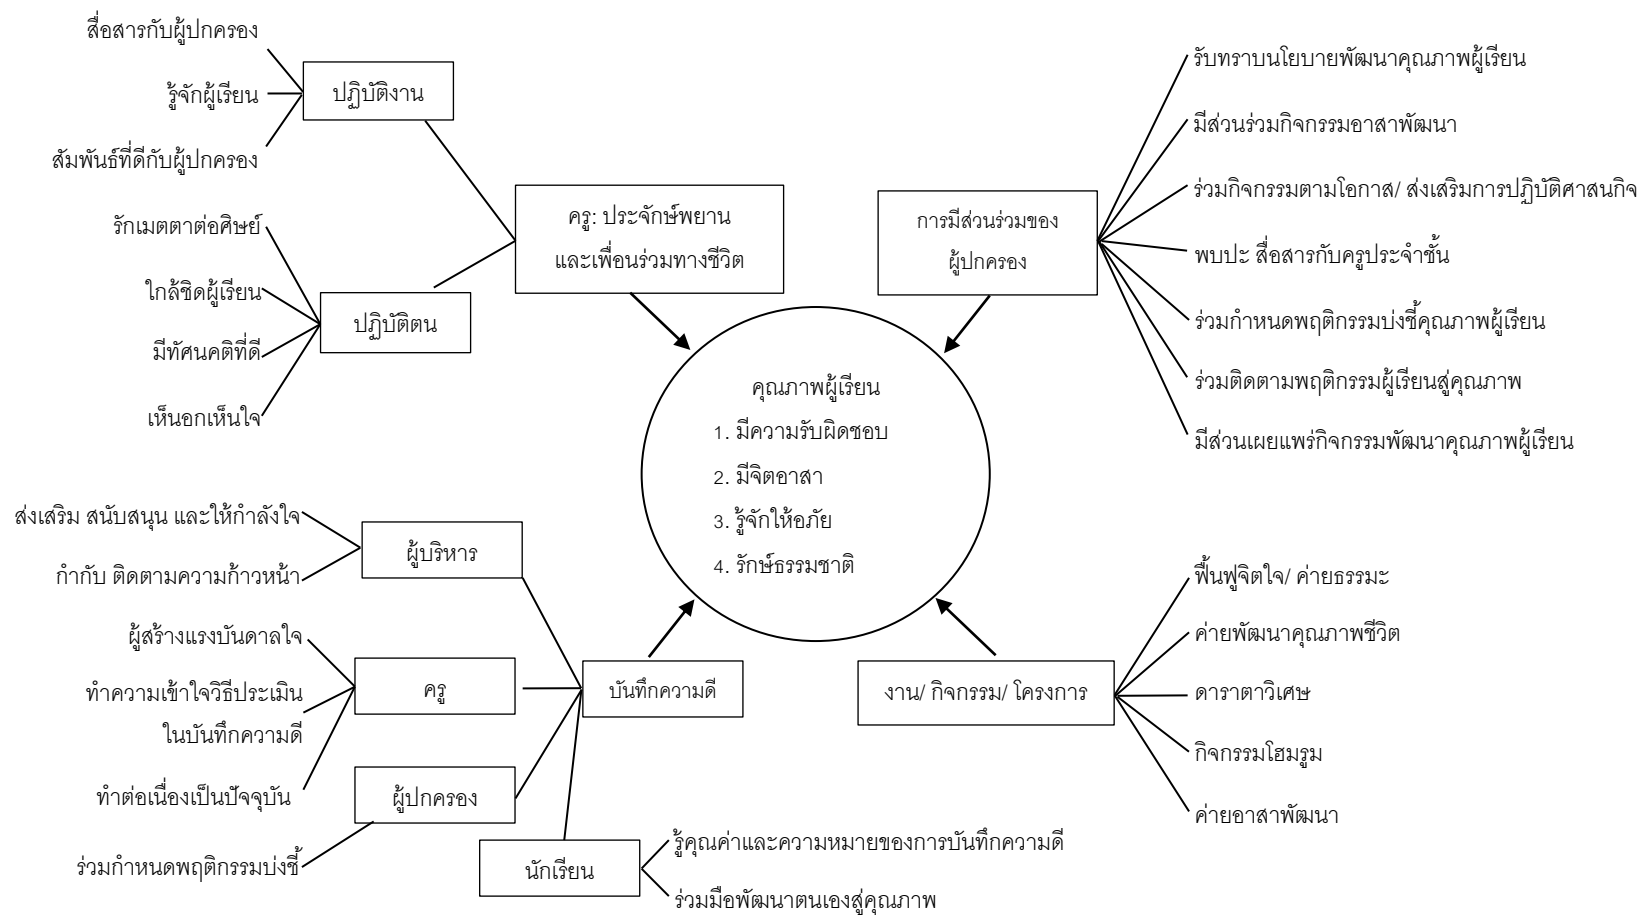 สื่อสารกับผู้ปกครอง
รู้จักผู้เรียน
สัมพันธ์ที่ดีกับผู้ปกครอง
ปฏิบัติงาน
รักเมตตาต่อศิษย์
ใกล้ชิดผู้เรียน
มีทัศนคติที่ดี
เห็นอกเห็นใจ
ปฏิบัติตน
ครู: ประจักษ์พยาน
และเพื่อนร่วมทางชีวิต
การมีส่วนร่วมของ
ผู้ปกครอง
รับทราบนโยบายพัฒนาคุณภาพผู้เรียน
มีส่วนร่วมกิจกรรมอาสาพัฒนา
ร่วมกิจกรรมตามโอกาส/ ส่งเสริมการปฏิบัติศาสนกิจ
พบปะ สื่อสารกับครูประจำชั้น
ร่วมกำหนดพฤติกรรมบ่งชี้คุณภาพผู้เรียน
ร่วมติดตามพฤติกรรมผู้เรียนสู่คุณภาพ
มีส่วนเผยแพร่กิจกรรมพัฒนาคุณภาพผู้เรียน
คุณภาพผู้เรียน
1. มีความรับผิดชอบ
2. มีจิตอาสา
3. รู้จักให้อภัย
4. รักษ์ธรรมชาติ
ส่งเสริม สนับสนุน และให้กำลังใจ
กำกับ ติดตามความก้าวหน้า
ผู้บริหาร
ผู้สร้างแรงบันดาลใจ
ทำความเข้าใจวิธีประเมิน
ในบันทึกความดี
ทำต่อเนื่องเป็นปัจจุบัน
ครู
ผู้ปกครอง
ร่วมกำหนดพฤติกรรมบ่งชี้
นักเรียน
รู้คุณค่าและความหมายของการบันทึกความดี
ร่วมมือพัฒนาตนเองสู่คุณภาพ
บันทึกความดี
งาน/ กิจกรรม/ โครงการ
ฟื้นฟูจิตใจ/ ค่ายธรรมะ
ค่ายพัฒนาคุณภาพชีวิต
ดาราตาวิเศษ
กิจกรรมโฮมรูม
ค่ายอาสาพัฒนา